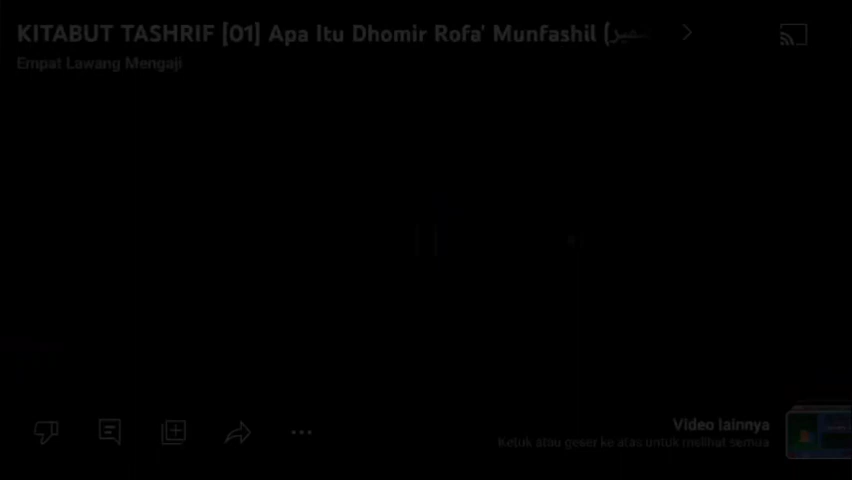 KITABUT TASHRIF [01] Apa Itu Dhomir Rofa' Munfashil (ضمير
Empat Lawang Mengaji
Video lainnya
Ketuk atau geser ke atas untuk melihat semua